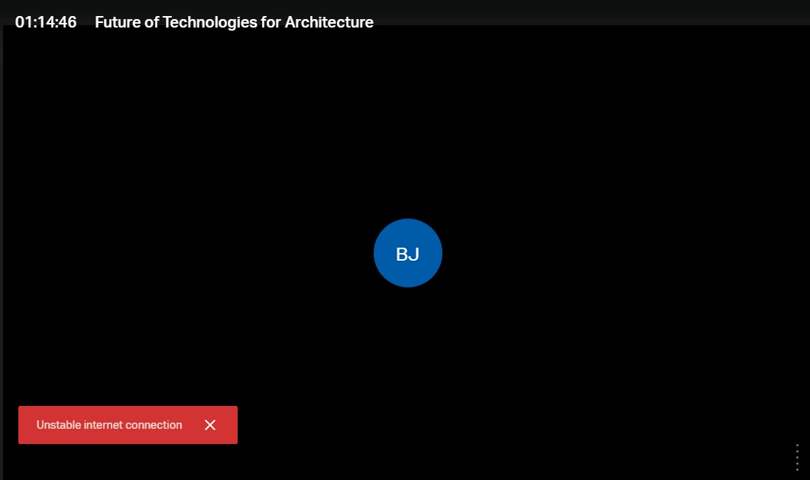 01:14:46 Future of Technologies for Architecture
BJ
Unstable internet connection